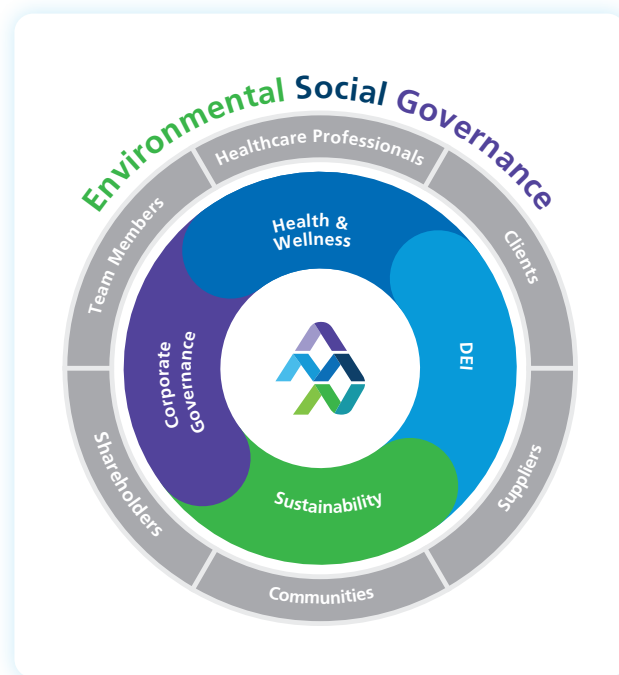 Environmental Social Governance
Healthcare Professionals
Clients
Suppliers
Communities
Shareholders
Team Members
Health &
Wellness
DEI
Sustainability
Corporate
Governance